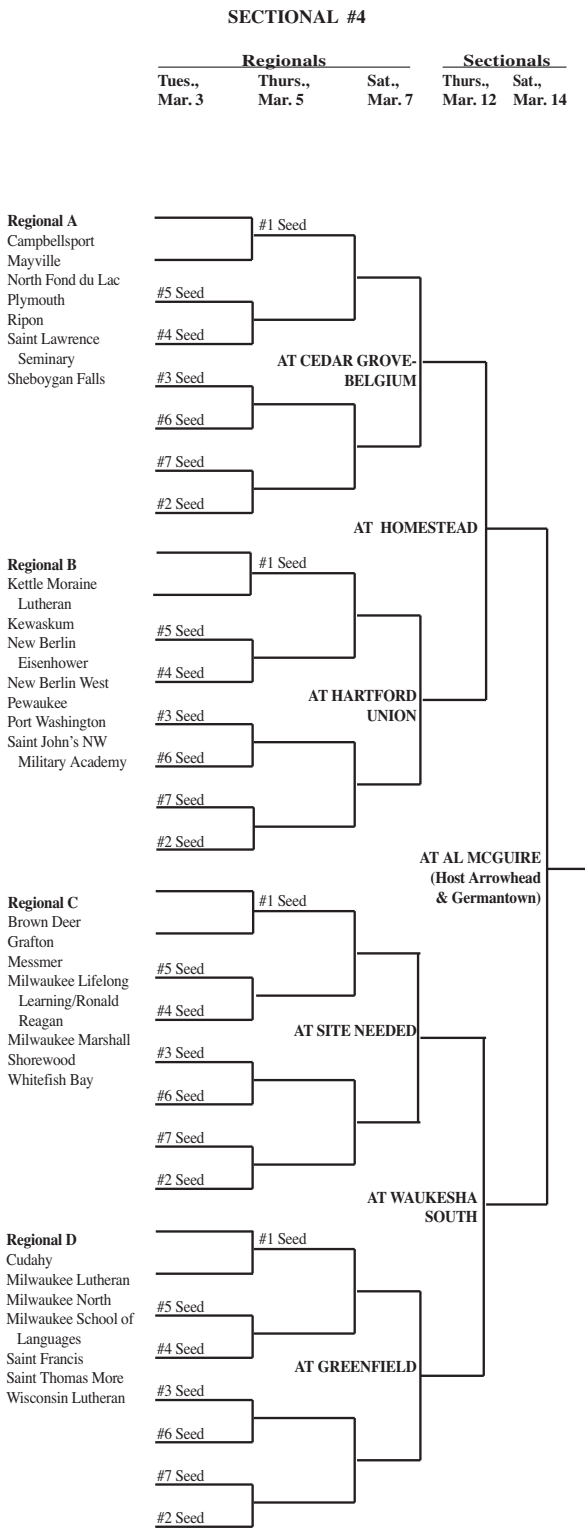 SECTIONAL #4
Regionals
Sectionals
Tues., Mar. 3
Thurs., Mar. 5
Sat., Mar. 7
Thurs., Mar. 12
Sat., Mar. 14
Regional A
Campbellsport
Mayville
North Fond du Lac
Plymouth
Ripon
Saint Lawrence
Seminary
Sheboygan Falls
#1 Seed
#5 Seed
#4 Seed
#3 Seed
#6 Seed
#7 Seed
#2 Seed
AT CEDAR GROVE-
BELGIUM
AT HOMESTEAD
Regional B
Kettle Moraine
Lutheran
Kewaskum
New Berlin
Eisenhower
New Berlin West
Pewaukee
Port Washington
Saint John's NW
Military Academy
#1 Seed
#5 Seed
#4 Seed
#3 Seed
#6 Seed
#7 Seed
#2 Seed
AT HARTFORD
UNION
AT AL MCGUIRE
(Host Arrowhead
& Germantown)
Regional C
Brown Deer
Grafton
Messmer
Milwaukee Lifelong
Learning/Ronald
Reagan
Milwaukee Marshall
Shorewood
Whitefish Bay
#1 Seed
#5 Seed
#4 Seed
#3 Seed
#6 Seed
#7 Seed
#2 Seed
AT SITE NEEDED
AT WAUKESHA
SOUTH
Regional D
Cudahy
Milwaukee Lutheran
Milwaukee North
Milwaukee School of
Languages
Saint Francis
Saint Thomas More
Wisconsin Lutheran
#1 Seed
#5 Seed
#4 Seed
#3 Seed
#6 Seed
#7 Seed
#2 Seed
AT GREENFIELD